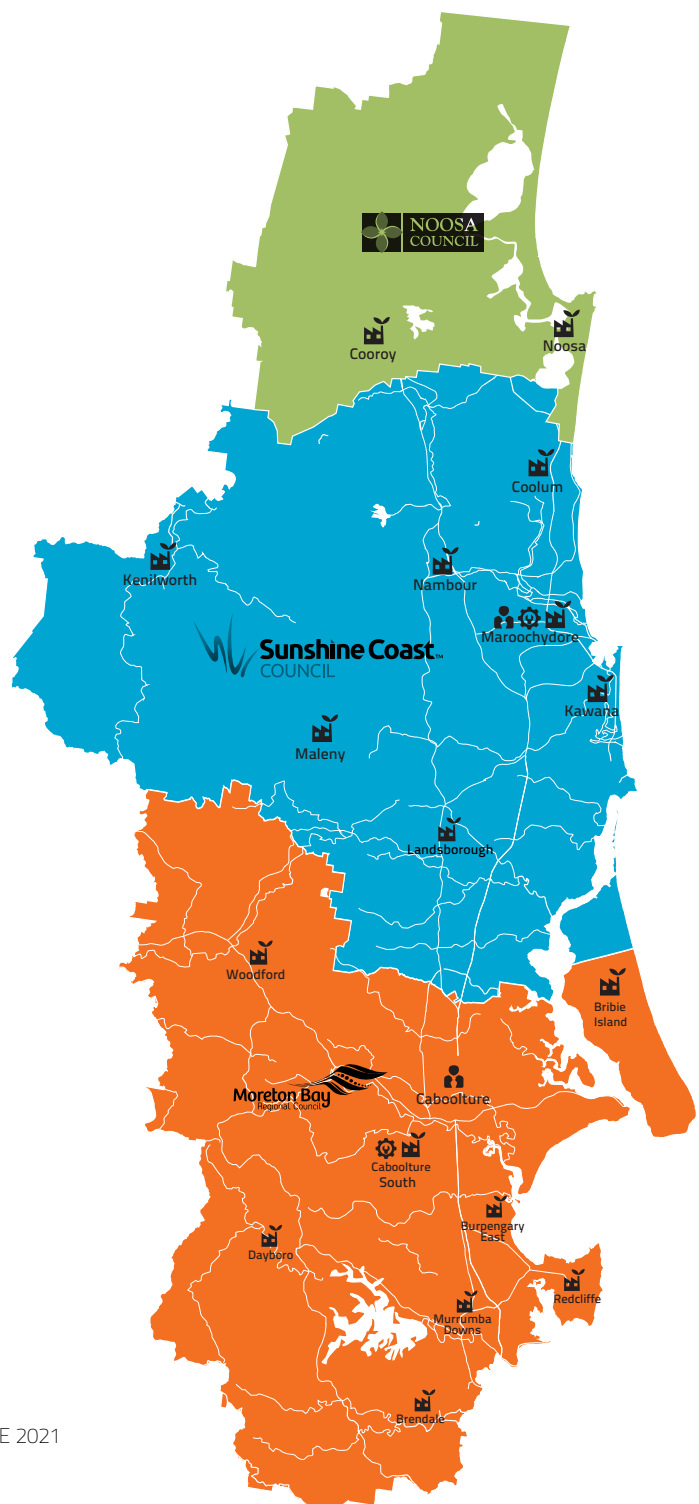 NOOSA
COUNCIL
Cooroy
Noosa
Coolum
Kenilworth
Nambour
Maroochydore
Sunshine Coast™
COUNCIL
Kawana
Maleny
Landsborough
Woodford
Bribie
Island
Moreton Bay
Regional Council
Caboolture
Caboolture
South
Burpengary
East
Dayboro
Redcliffe
Murrumba
Downs
Brendale
E 2021